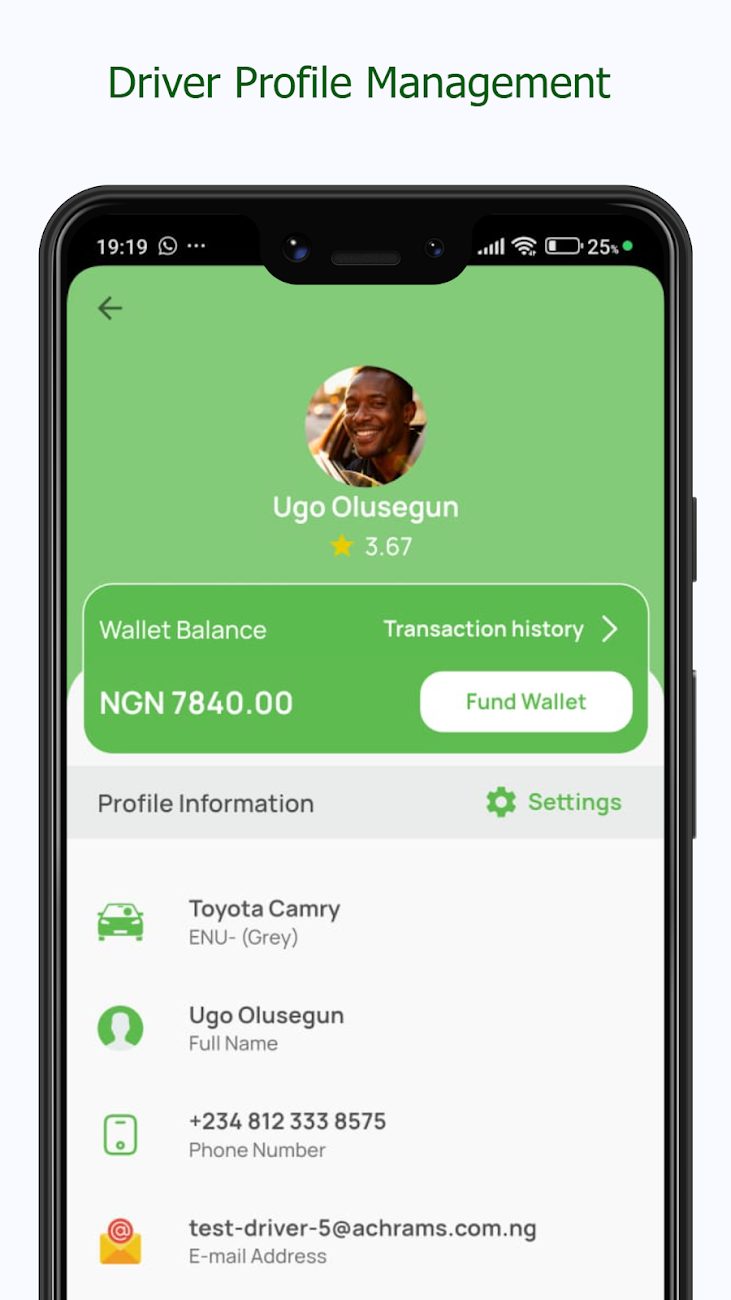 Driver Profile Management
19:19 ... 25%
Ugo Olusegun
3.67
Wallet Balance Transaction history
NGN 7840.00 Fund Wallet
Profile Information Settings
Toyota Camry
ENU- (Grey)
Ugo Olusegun
Full Name
+234 812 333 8575
Phone Number
test-driver-5@achrams.com.ng
E-mail Address